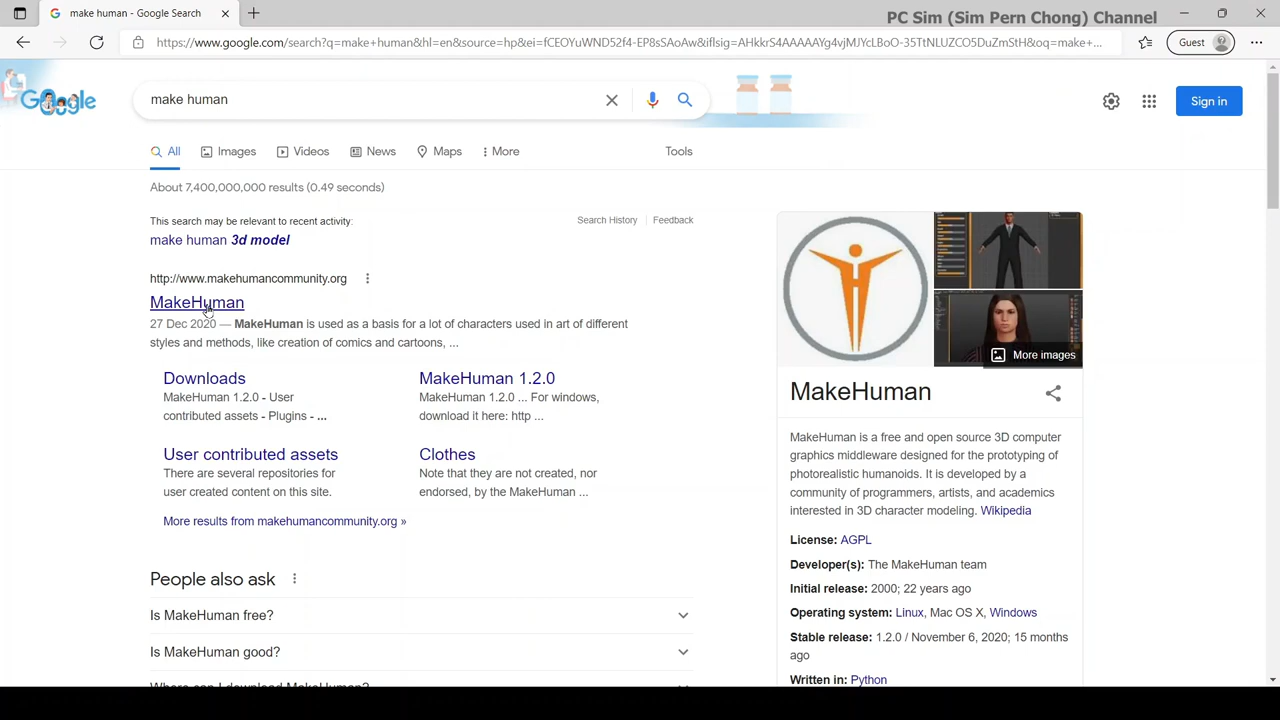 make human - Google Search
PC Sim (Sim Pern Chong) Channel
https://www.google.com/search?q=make+human&hl=en&source=hp&ei=fCEOYuWND52f4-EP8sSAoAw&iflsig=AHkkrS4AAAAAYg4vjMJYcLBoO-35TtNLUZCO5DuZmStH&oq=make+...
Guest
Google
make human
Sign in
All
Images
Videos
News
Maps
More
Tools
About 7,400,000,000 results (0.49 seconds)
This search may be relevant to recent activity:
Search History
Feedback
make human 3d model
http://www.makehumancommunity.org
MakeHuman
27 Dec 2020 — MakeHuman is used as a basis for a lot of characters used in art of different
styles and methods, like creation of comics and cartoons, ...
Downloads
MakeHuman 1.2.0 - User
contributed assets - Plugins - ...
MakeHuman 1.2.0
MakeHuman 1.2.0 ... For windows,
download it here: http ...
User contributed assets
There are several repositories for
user created content on this site.
Clothes
Note that they are not created, nor
endorsed, by the MakeHuman ...
More results from makehumancommunity.org »
People also ask
Is MakeHuman free?
Is MakeHuman good?
Where can I download MakeHuman?
More images
MakeHuman
MakeHuman is a free and open source 3D computer
graphics middleware designed for the prototyping of
photorealistic humanoids. It is developed by a
community of programmers, artists, and academics
interested in 3D character modeling. Wikipedia
License: AGPL
Developer(s): The MakeHuman team
Initial release: 2000; 22 years ago
Operating system: Linux, Mac OS X, Windows
Stable release: 1.2.0 / November 6, 2020; 15 months
ago
Written in: Python